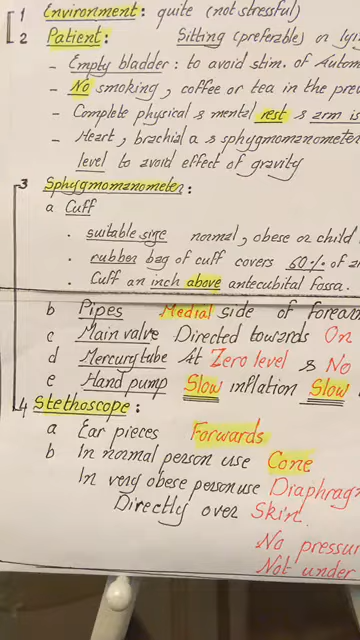 1 Environment: quite (not stressful)
2 Patient: Sitting (preferable) or lyi
- Empty bladder: to avoid stim. of Autom
- No smoking, coffee or tea in the pre
- Complete physical & mental rest & arm is
- Heart, brachial a & sphygmomanometer
level to avoid effect of gravity
3 Sphygmomanometer:
a Cuff
. suitable size normal, obese or child
. rubber bag of cuff covers 60% of a
. Cuff an inch above antecubital fossa.
b Pipes Medial side of forearm
c Main valve Directed towards On
d Mercury tube At Zero level & No
e Hand pump Slow inflation Slow
4 Stethoscope:
a Ear pieces Forwards
b In normal person use Cone
In very obese person use Diaphrag
Directly over Skin.
No pressu
Not under